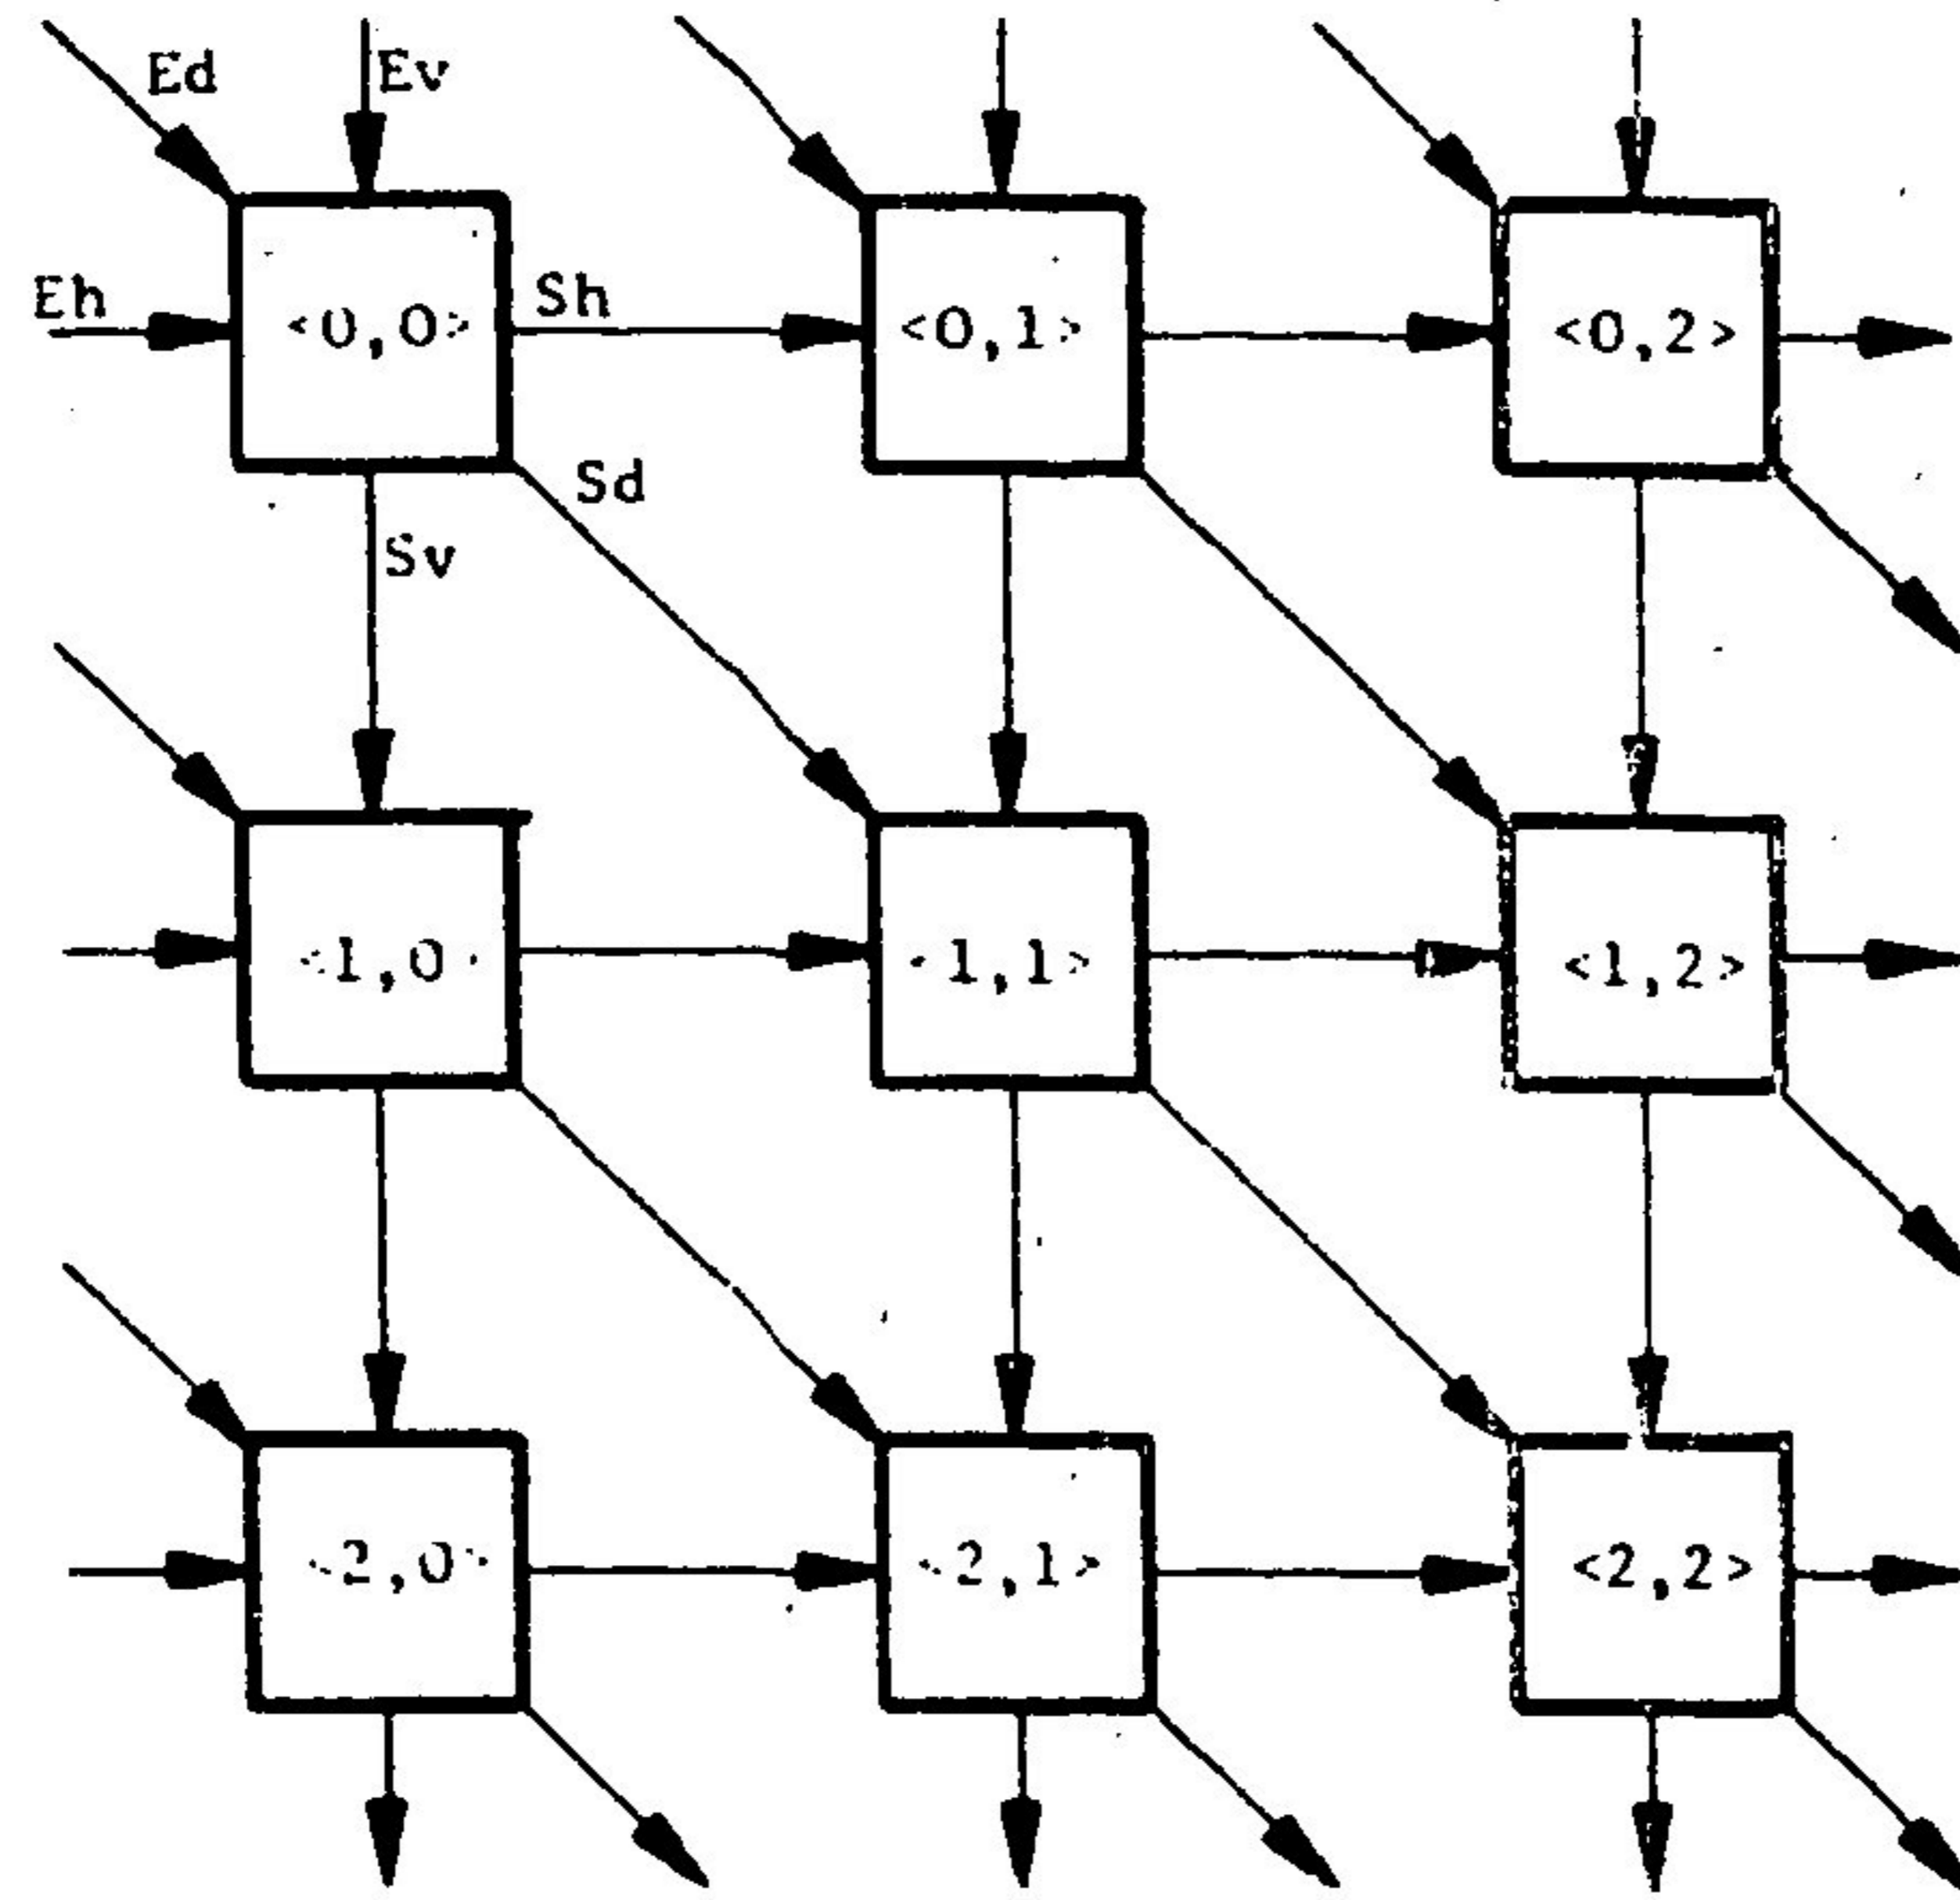 Ed Ev
Eh Sh
<0,0> <0,1> <0,2>
Sd
Sv
<1,0> <1,1> <1,2>
<2,0> <2,1> <2,2>